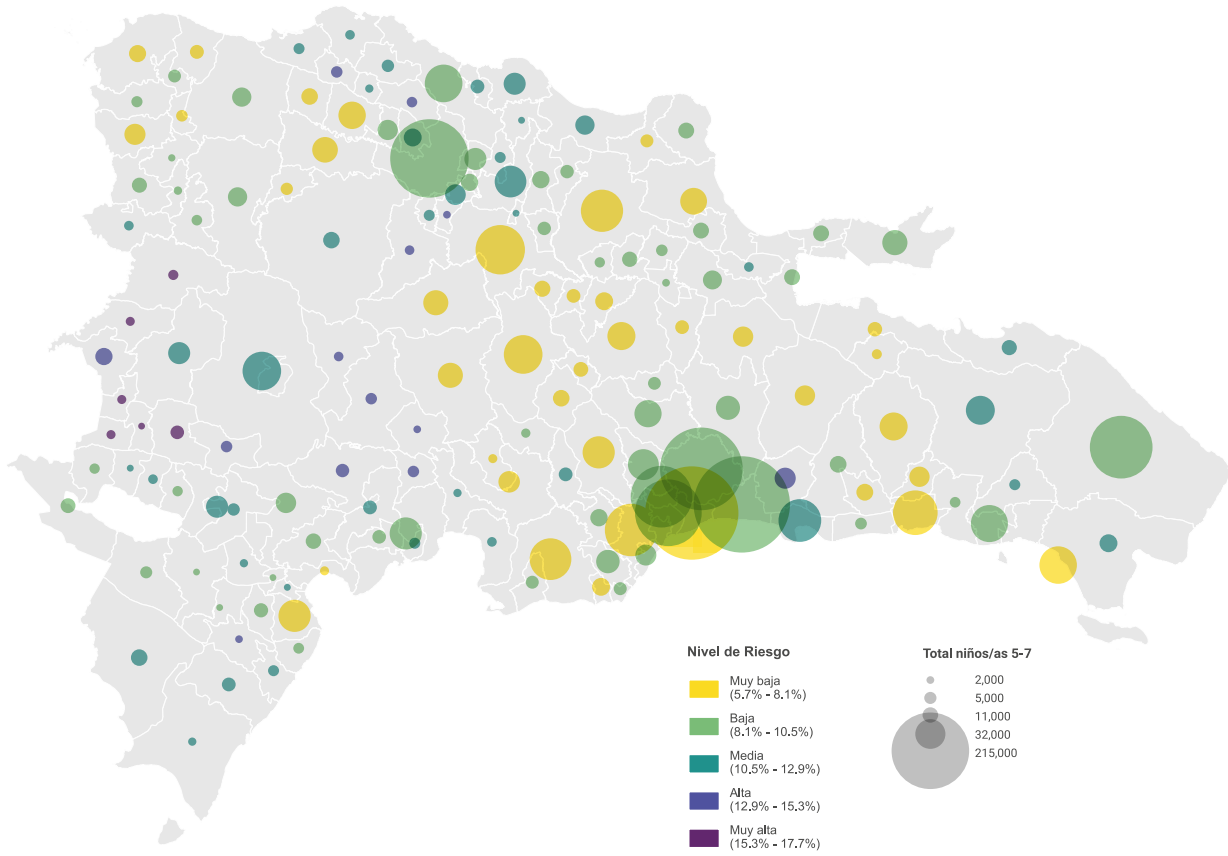 Nivel de Riesgo
Muy baja
(5.7% - 8.1%)
Baja
(8.1% - 10.5%)
Media
(10.5% - 12.9%)
Alta
(12.9% - 15.3%)
Muy alta
(15.3% - 17.7%)
Total niños/as 5-7
2,000
5,000
11,000
32,000
215,000